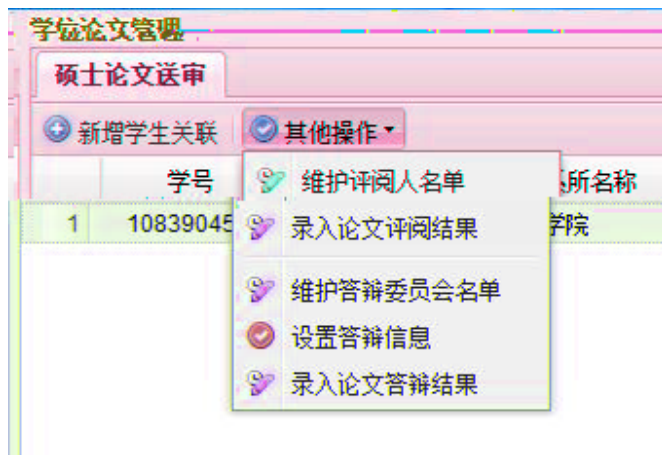 学位论文管理
硕士论文送审
新增学生关联 其他操作
学号 系所名称
维护评阅人名单
1 10839045 学院
录入论文评阅结果
维护答辩委员会名单
设置答辩信息
录入论文答辩结果